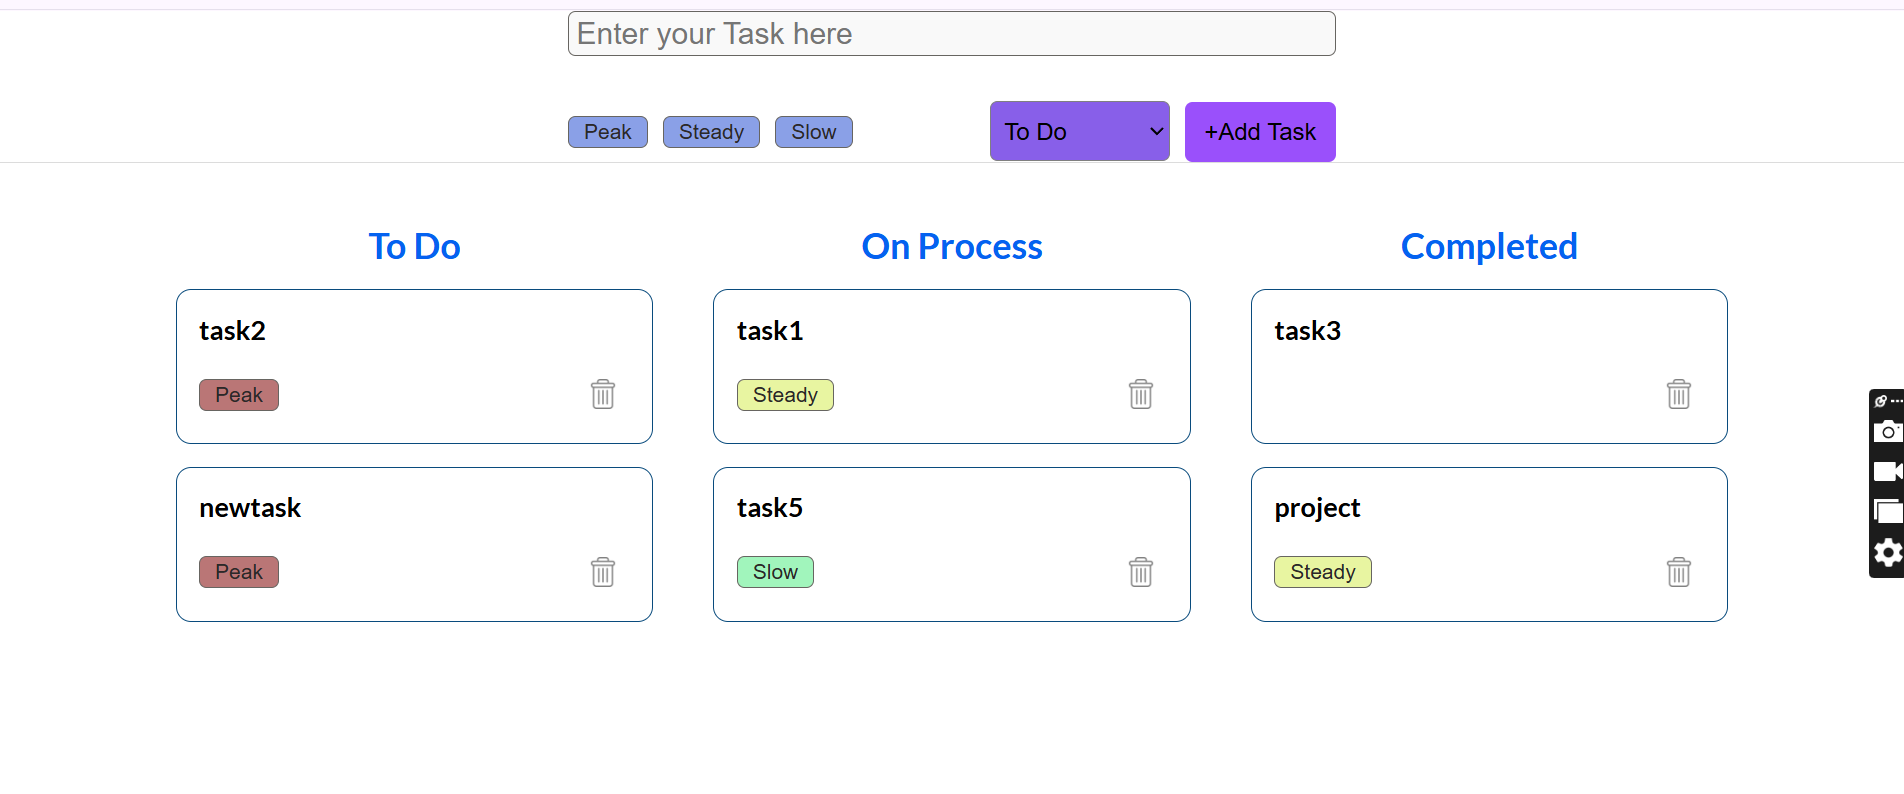 Enter your Task here
Peak Steady Slow To Do +Add Task
To Do On Process Completed
task2 task1 task3
Peak Steady
newtask task5 project
Peak Slow Steady